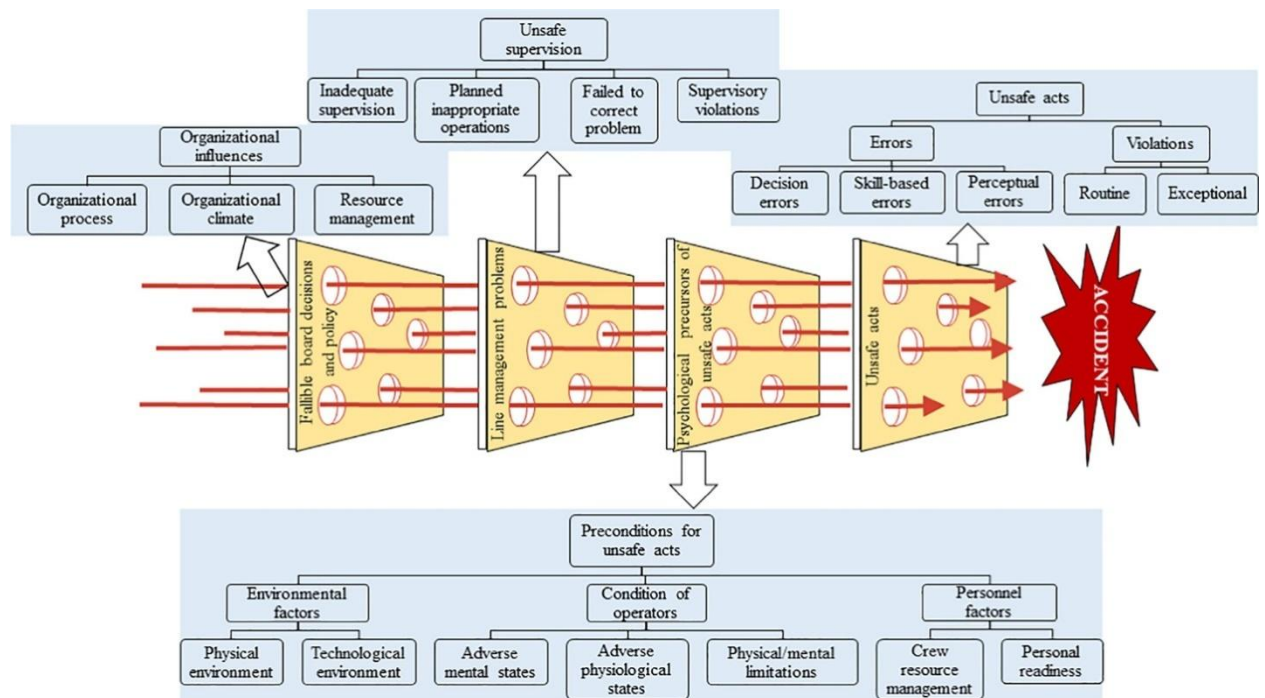 Unsafe
supervision
Inadequate
supervision
Planned
inappropriate
operations
Failed to
correct
problem
Supervisory
violations
Unsafe acts
Errors
Violations
Decision
errors
Skill-based
errors
Perceptual
errors
Routine
Exceptional
Organizational
influences
Organizational
process
Organizational
climate
Resource
management
Fallible board decisions
and policy
Line management problems
Psychological precursors of
unsafe acts
Unsafe acts
ACCIDENT
Preconditions for
unsafe acts
Environmental
factors
Condition of
operators
Personnel
factors
Physical
environment
Technological
environment
Adverse
mental states
Adverse
physiological
states
Physical/mental
limitations
Crew
resource
management
Personal
readiness